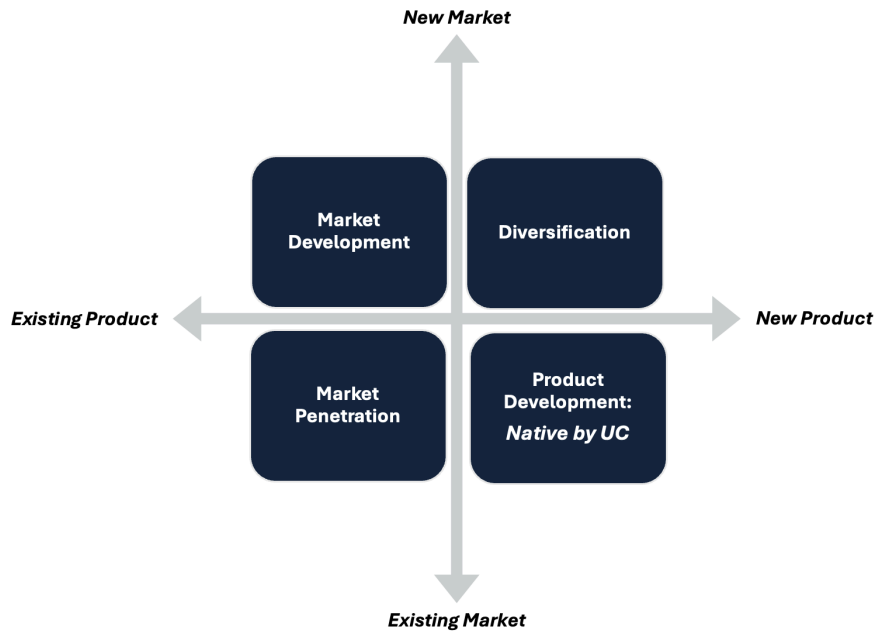 New Market
Market
Development
Diversification
Existing Product
New Product
Market
Penetration
Product
Development:
Native by UC
Existing Market